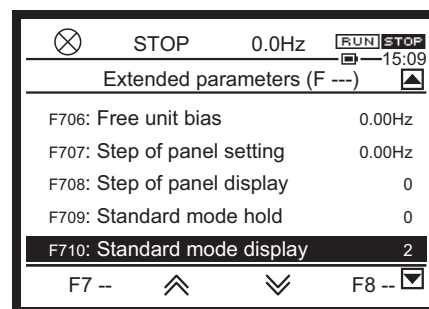 STOP 0.0Hz RUN STOP
15:09
Extended parameters (F ---)
F706: Free unit bias 0.00Hz
F707: Step of panel setting 0.00Hz
F708: Step of panel display 0
F709: Standard mode hold 0
F710: Standard mode display 2
F7 -- F8 --